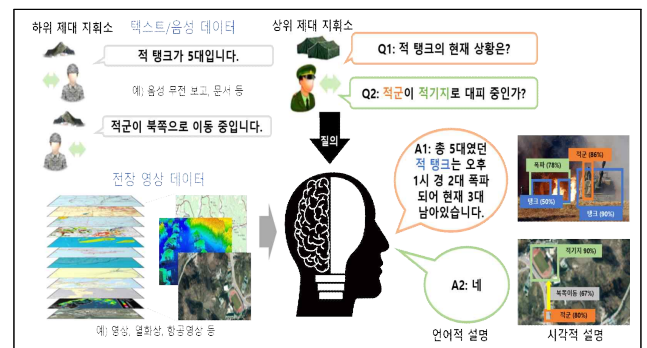 하위 제대 지휘소
텍스트/음성 데이터
상위 제대 지휘소
적 탱크가 5대입니다.
예) 음성 무전 보고, 문서 등
적군이 북쪽으로 이동 중입니다.
Q1: 적 탱크의 현재 상황은?
Q2: 적군이 적기지로 대피 중인가?
질의
전장 영상 데이터
예) 영상, 열화상, 항공영상 등
A1: 총 5대였던
적 탱크는 오후
1시 경 2대 폭파
되어 현재 3대
남아있습니다.
A2: 네
언어적 설명
폭파 (78%)
적군 (86%)
탱크 (50%)
탱크 (90%)
적기지 90%)
북쪽이동 (67%)
적군 (80%)
시각적 설명